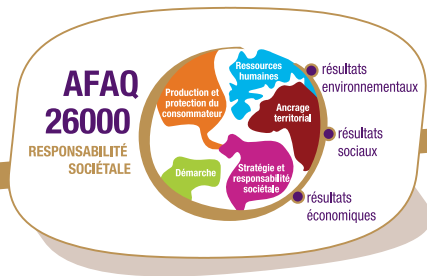 AFAQ
26000
RESPONSABILITÉ
SOCIÉTALE
Production et
protection du
consommateur
Ressources
humaines
Ancrage
territorial
Démarche
Stratégie et
responsabilité
sociétale
résultats
environnementaux
résultats
sociaux
résultats
économiques